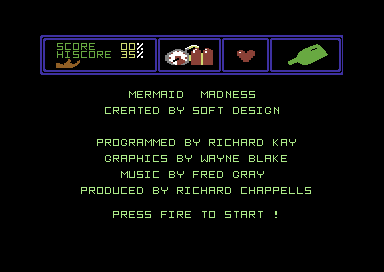 SCORE 00%
HISCORE 35%
MERMAID MADNESS
CREATED BY SOFT DESIGN
PROGRAMMED BY RICHARD KAY
GRAPHICS BY WAYNE BLAKE
MUSIC BY FRED GRAY
PRODUCED BY RICHARD CHAPPELLS
PRESS FIRE TO START !